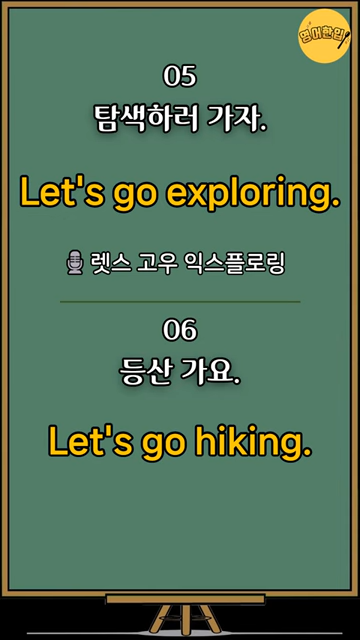 영어한입
05
탐색하러 가자.
Let's go exploring.
렛스 고우 익스플로링
06
등산 가요.
Let's go hiking.